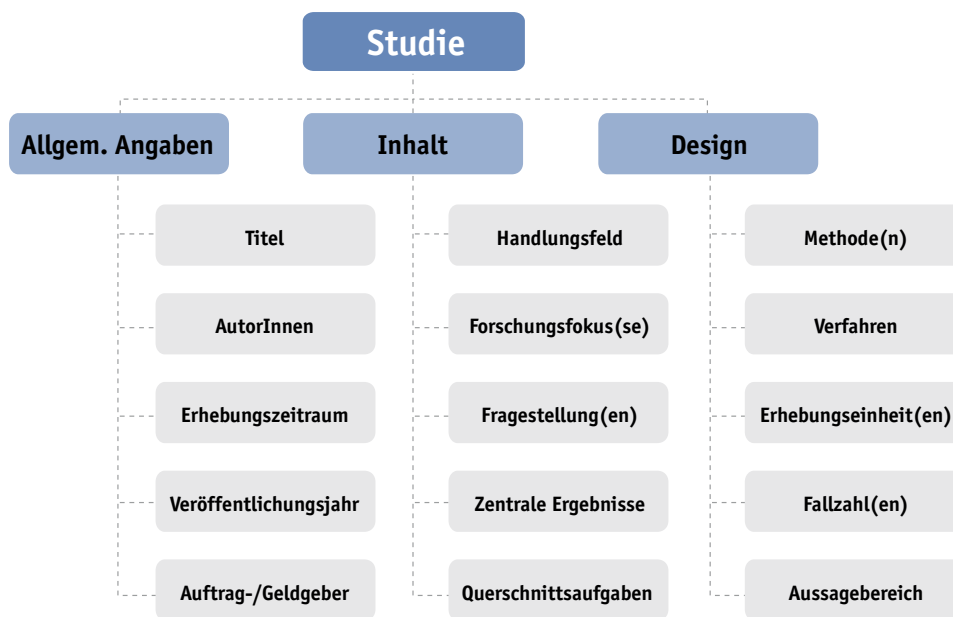 Studie
Allgem. Angaben
Inhalt
Design
Titel
Handlungsfeld
Methode(n)
AutorInnen
Forschungsfokus(se)
Verfahren
Erhebungszeitraum
Fragestellung(en)
Erhebungseinheit(en)
Veröffentlichungsjahr
Zentrale Ergebnisse
Fallzahl(en)
Auftrag-/Geldgeber
Querschnittsaufgaben
Aussagebereich